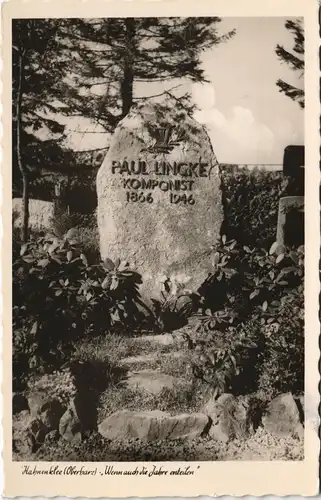 PAUL LINCKE
KOMPONIST
1866 1946
Hahnenklee (Oberharz) - „Wenn auch die Jahre enteilen"